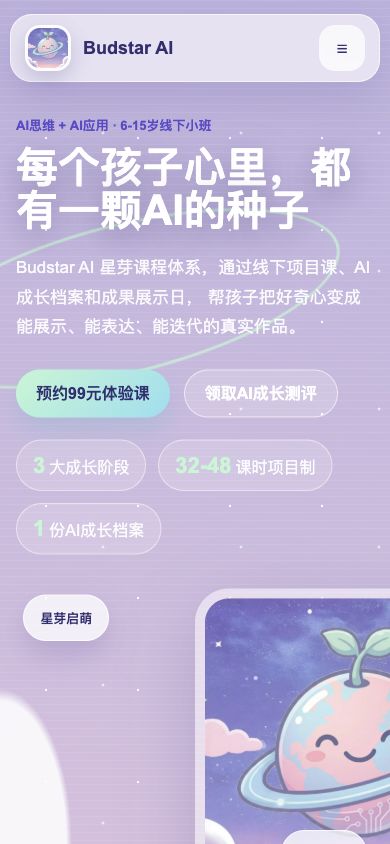 Budstar AI
≡
AI思维 + AI应用 · 6-15岁线下小班
每个孩子心里，都
有一颗AI的种子
Budstar AI 星芽课程体系，通过线下项目课、AI
成长档案和成果展示日， 帮孩子把好奇心变成
能展示、能表达、能迭代的真实作品。
预约99元体验课
领取AI成长测评
3 大成长阶段
32-48 课时项目制
1 份AI成长档案
星芽启萌